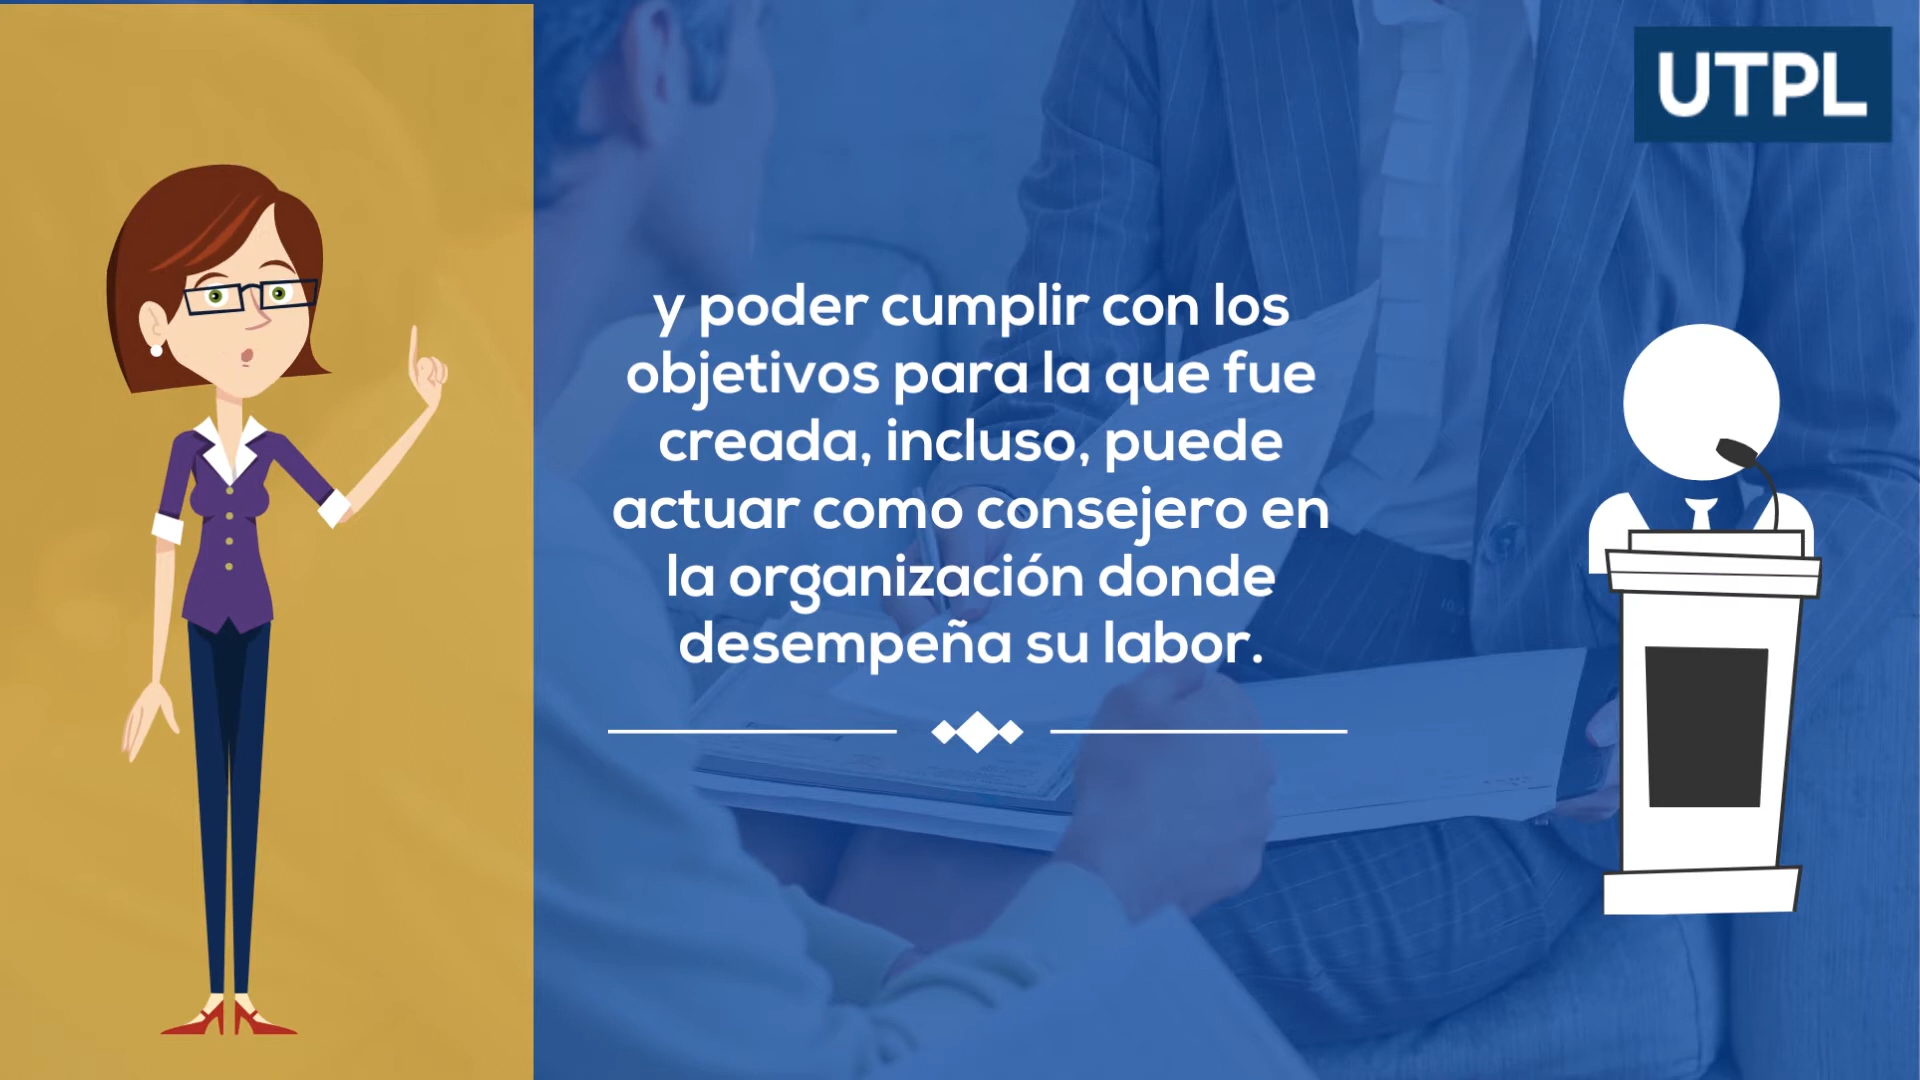 UTPL
y poder cumplir con los
objetivos para la que fue
creada, incluso, puede
actuar como consejero en
la organización donde
desempeña su labor.